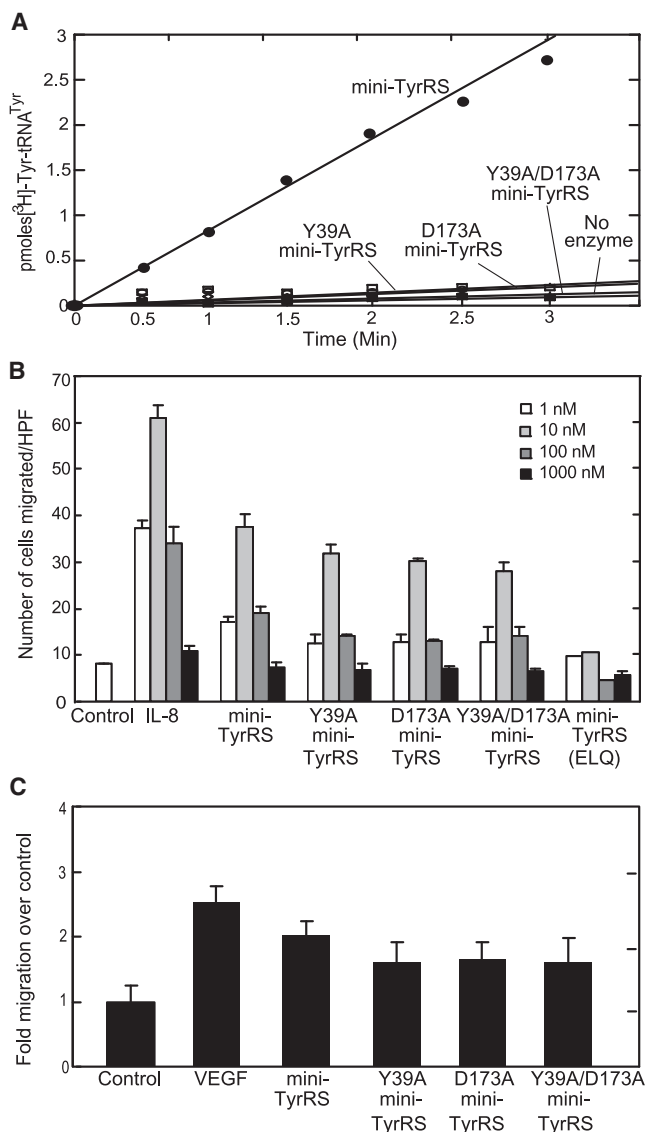 A
pmoles[³H]-Tyr-tRNAᵀʸʳ
3
2.5
2
1.5
1
0.5
0
mini-TyrRS
Y39A/D173A
mini-TyrRS
Y39A
mini-TyrRS
D173A
mini-TyrRS
No
enzyme
0 0.5 1 1.5 2 2.5 3
Time (Min)
B
Number of cells migrated/HPF
70
60
50
40
30
20
10
0
1 nM
10 nM
100 nM
1000 nM
Control IL-8 mini- Y39A D173A Y39A/D173A mini-
TyrRS mini- mini- mini- TyrRS
TyrRS TyRS TyrRS (ELQ)
C
Fold migration over control
4
3
2
1
0
Control VEGF mini- Y39A D173A Y39A/D173A
TyrRS mini- mini- mini-
TyrRS TyrRS TyrRS